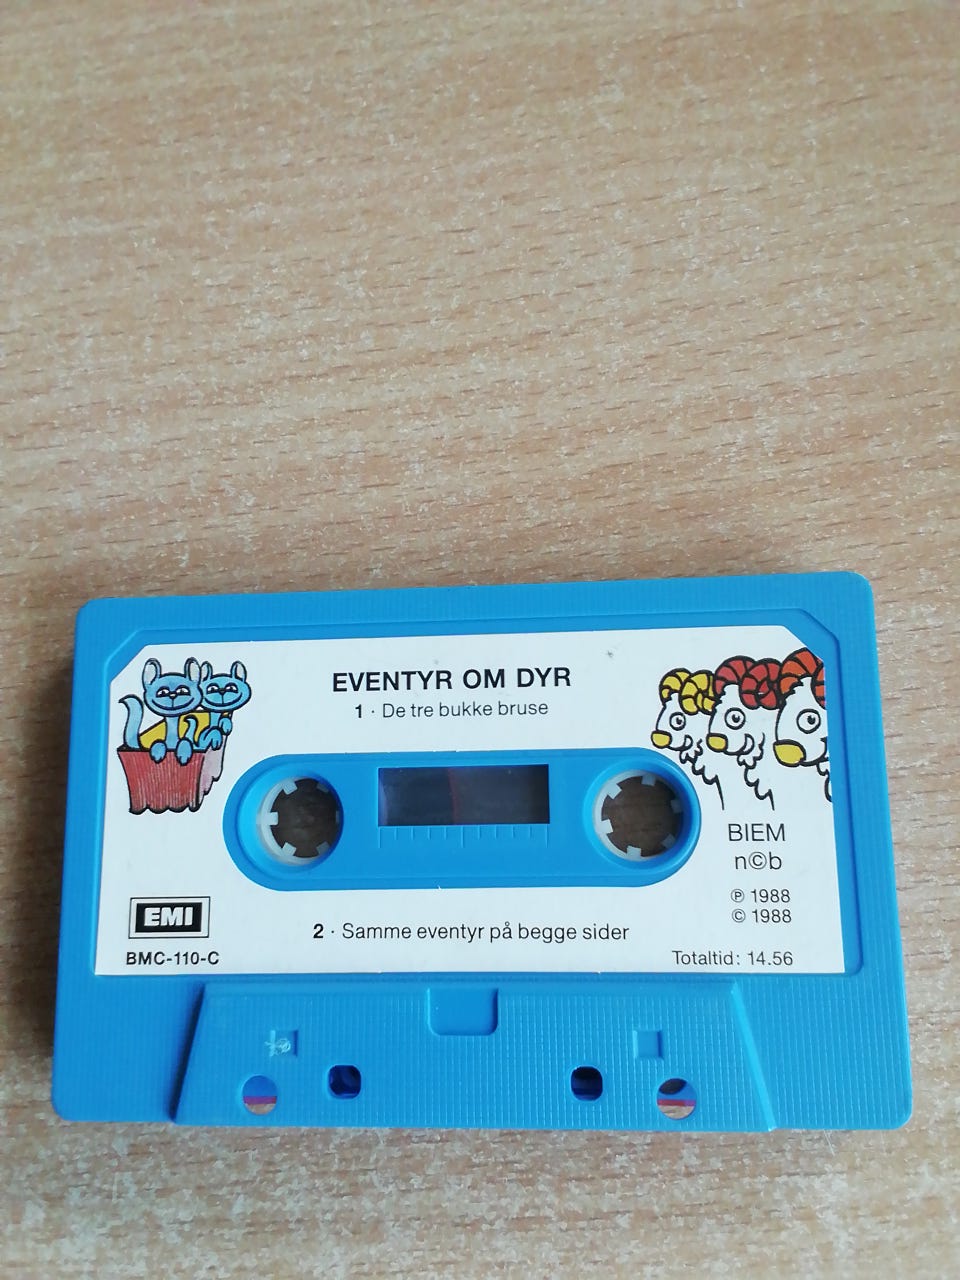 EVENTYR OM DYR
1 · De tre bukke bruse
BIEM
n©b
℗ 1988
© 1988
EMI
BMC-110-C
2 · Samme eventyr på begge sider
Totaltid: 14.56